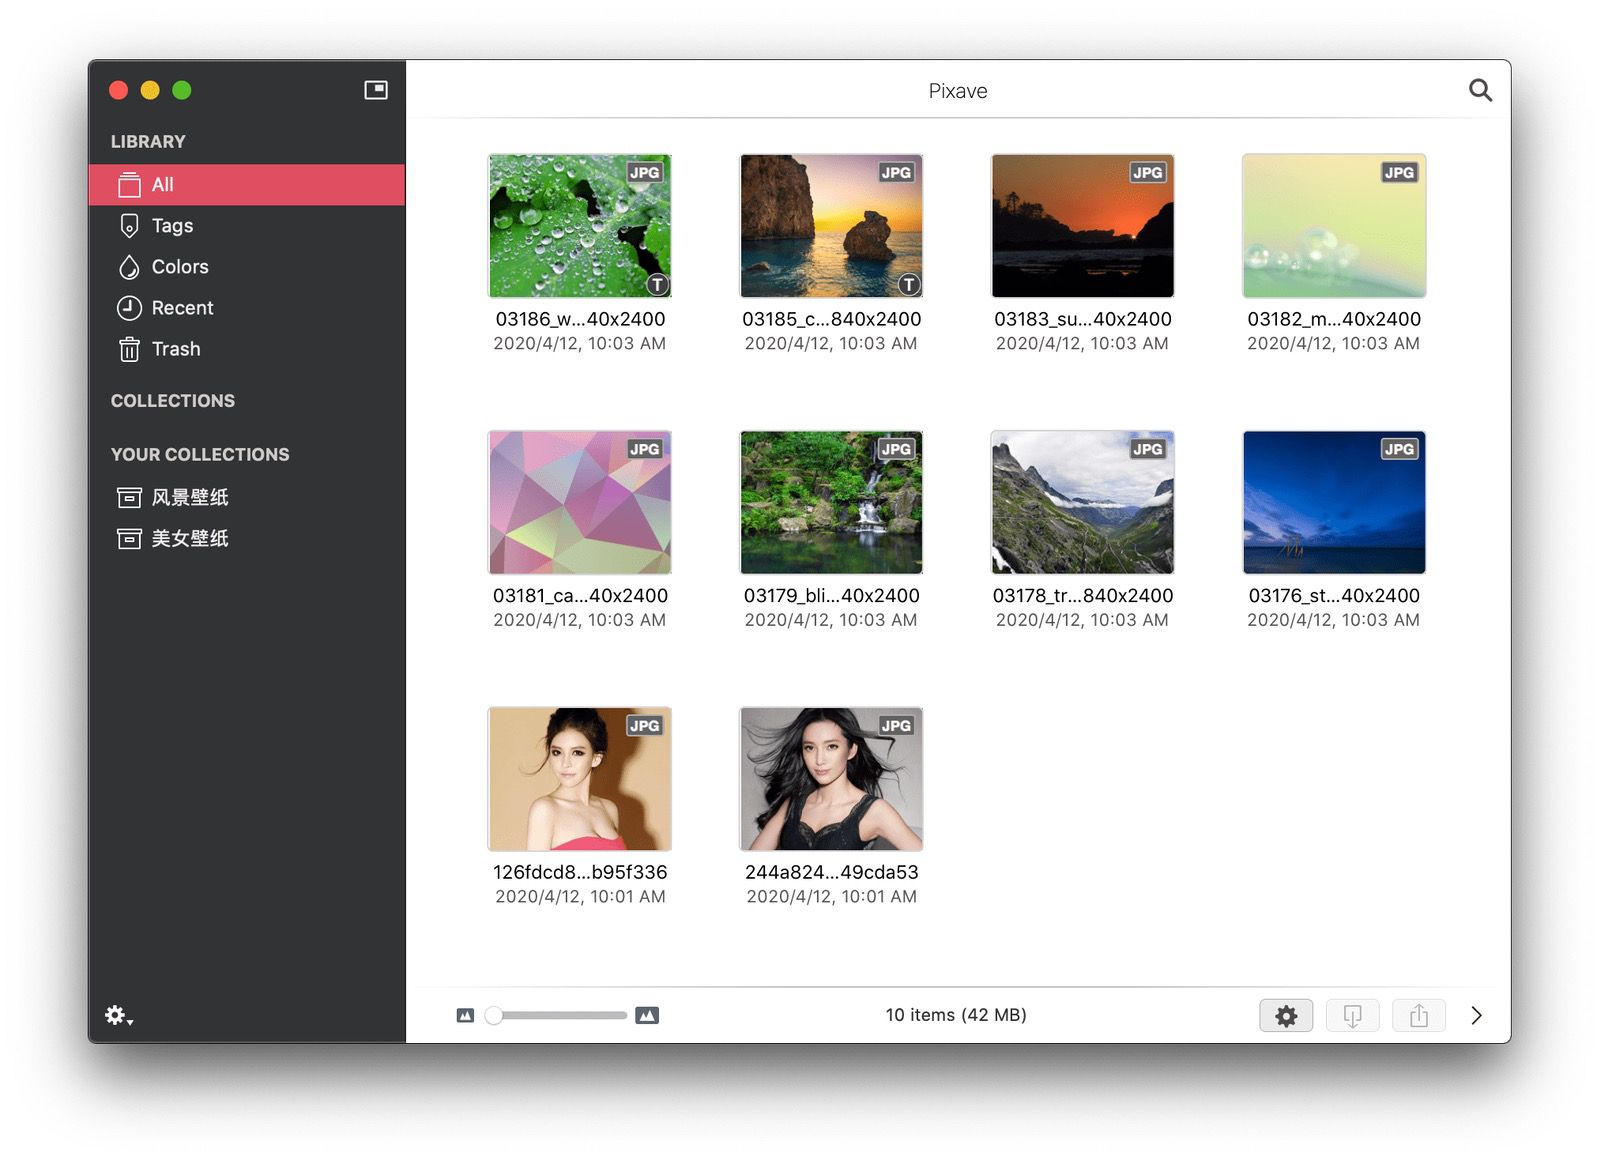 Pixave
LIBRARY
All
Tags
Colors
Recent
Trash
COLLECTIONS
YOUR COLLECTIONS
风景壁纸
美女壁纸
JPG
T
JPG
T
JPG
JPG
03186_w...40x2400
2020/4/12, 10:03 AM
03185_c...840x2400
2020/4/12, 10:03 AM
03183_su...40x2400
2020/4/12, 10:03 AM
03182_m...40x2400
2020/4/12, 10:03 AM
JPG
JPG
JPG
JPG
03181_ca...40x2400
2020/4/12, 10:03 AM
03179_bli...40x2400
2020/4/12, 10:03 AM
03178_tr...840x2400
2020/4/12, 10:03 AM
03176_st...40x2400
2020/4/12, 10:03 AM
JPG
JPG
126fdcd8...b95f336
2020/4/12, 10:01 AM
244a824...49cda53
2020/4/12, 10:01 AM
10 items (42 MB)